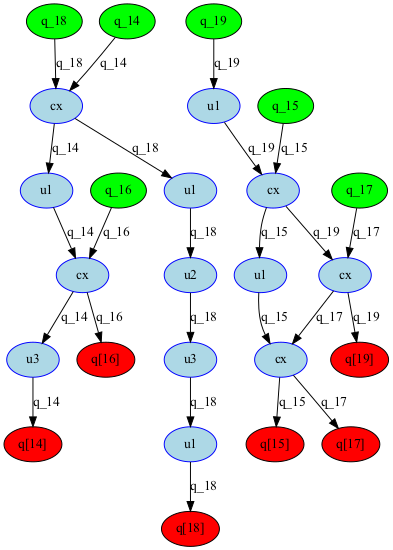 q_18 q_14 q_19
q_18 q_14 q_19
cx u1 q_15
q_14 q_18 q_19 q_15
u1 q_16 u1 cx q_17
q_14 q_16 q_18 q_15 q_19 q_17
cx u2 u1 cx
q_14 q_16 q_18 q_15 q_17 q_19
u3 q[16] u3 cx q[19]
q_14 q_18 q_15 q_17
q[14] u1 q[15] q[17]
q_18
q[18]